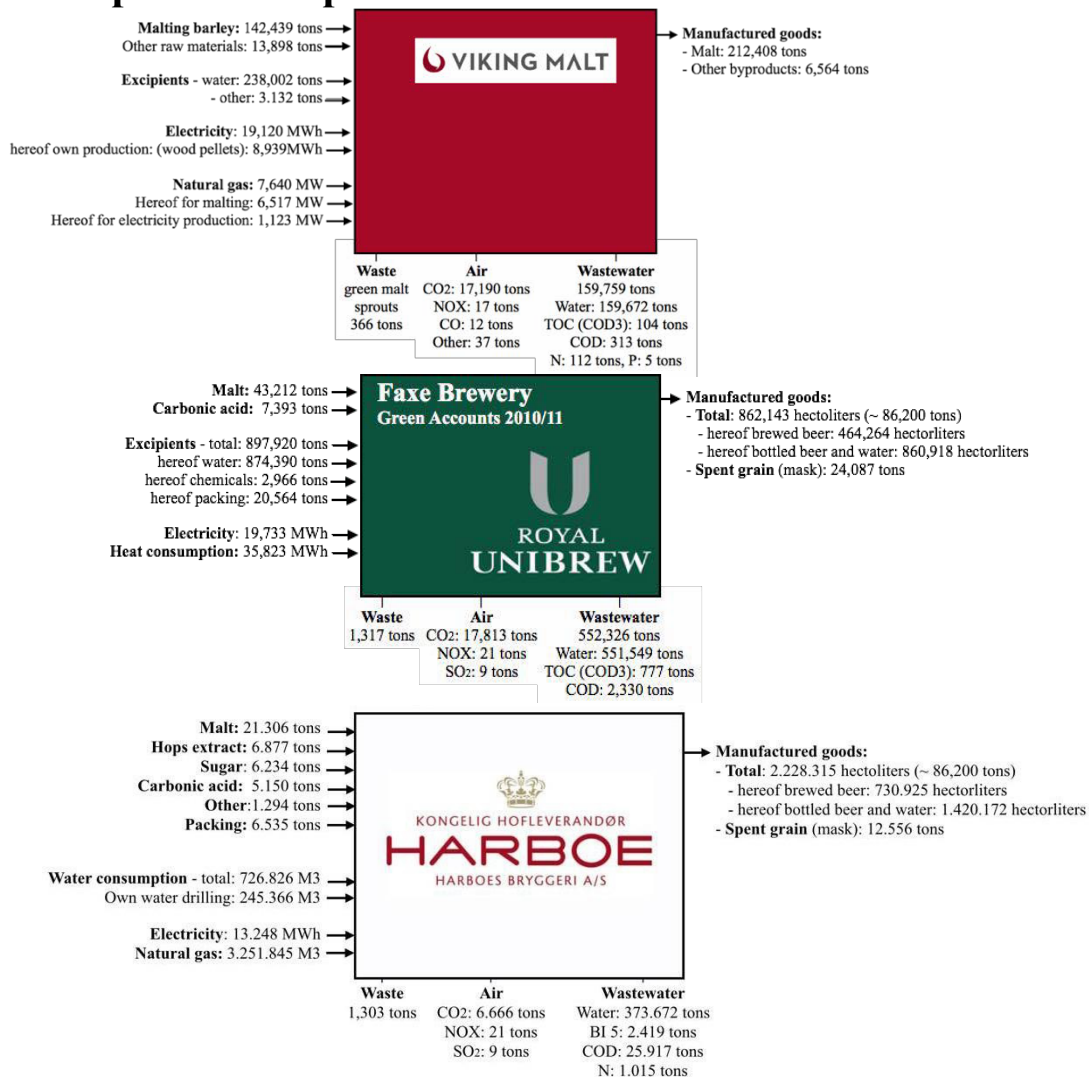 Malting barley: 142,439 tons
Other raw materials: 13,898 tons
Excipients - water: 238,002 tons
- other: 3.132 tons
Electricity: 19,120 MWh
hereof own production: (wood pellets): 8,939MWh
Natural gas: 7,640 MW
Hereof for malting: 6,517 MW
Hereof for electricity production: 1,123 MW
VIKING MALT
Manufactured goods:
- Malt: 212,408 tons
- Other byproducts: 6,564 tons
Waste
green malt
sprouts
366 tons
Air
CO2: 17,190 tons
NOX: 17 tons
CO: 12 tons
Other: 37 tons
Wastewater
159,759 tons
Water: 159,672 tons
TOC (COD3): 104 tons
COD: 313 tons
N: 112 tons, P: 5 tons
Malt: 43,212 tons
Carbonic acid: 7,393 tons
Excipients - total: 897,920 tons
hereof water: 874,390 tons
hereof chemicals: 2,966 tons
hereof packing: 20,564 tons
Electricity: 19,733 MWh
Heat consumption: 35,823 MWh
Faxe Brewery
Green Accounts 2010/11
ROYAL
UNIBREW
Manufactured goods:
- Total: 862,143 hectoliters (~ 86,200 tons)
- hereof brewed beer: 464,264 hectorliters
- hereof bottled beer and water: 860,918 hectorliters
- Spent grain (mask): 24,087 tons
Waste
1,317 tons
Air
CO2: 17,813 tons
NOX: 21 tons
SO2: 9 tons
Wastewater
552,326 tons
Water: 551,549 tons
TOC (COD3): 777 tons
COD: 2,330 tons
Malt: 21.306 tons
Hops extract: 6.877 tons
Sugar: 6.234 tons
Carbonic acid: 5.150 tons
Other:1.294 tons
Packing: 6.535 tons
Water consumption - total: 726.826 M3
Own water drilling: 245.366 M3
Electricity: 13.248 MWh
Natural gas: 3.251.845 M3
KONGELIG HOFLEVERANDØR
HARBOE
HARBOES BRYGGERI A/S
Manufactured goods:
- Total: 2.228.315 hectoliters (~ 86,200 tons)
- hereof brewed beer: 730.925 hectorliters
- hereof bottled beer and water: 1.420.172 hectorliters
- Spent grain (mask): 12.556 tons
Waste
1,303 tons
Air
CO2: 6.666 tons
NOX: 21 tons
SO2: 9 tons
Wastewater
Water: 373.672 tons
BI 5: 2.419 tons
COD: 25.917 tons
N: 1.015 tons